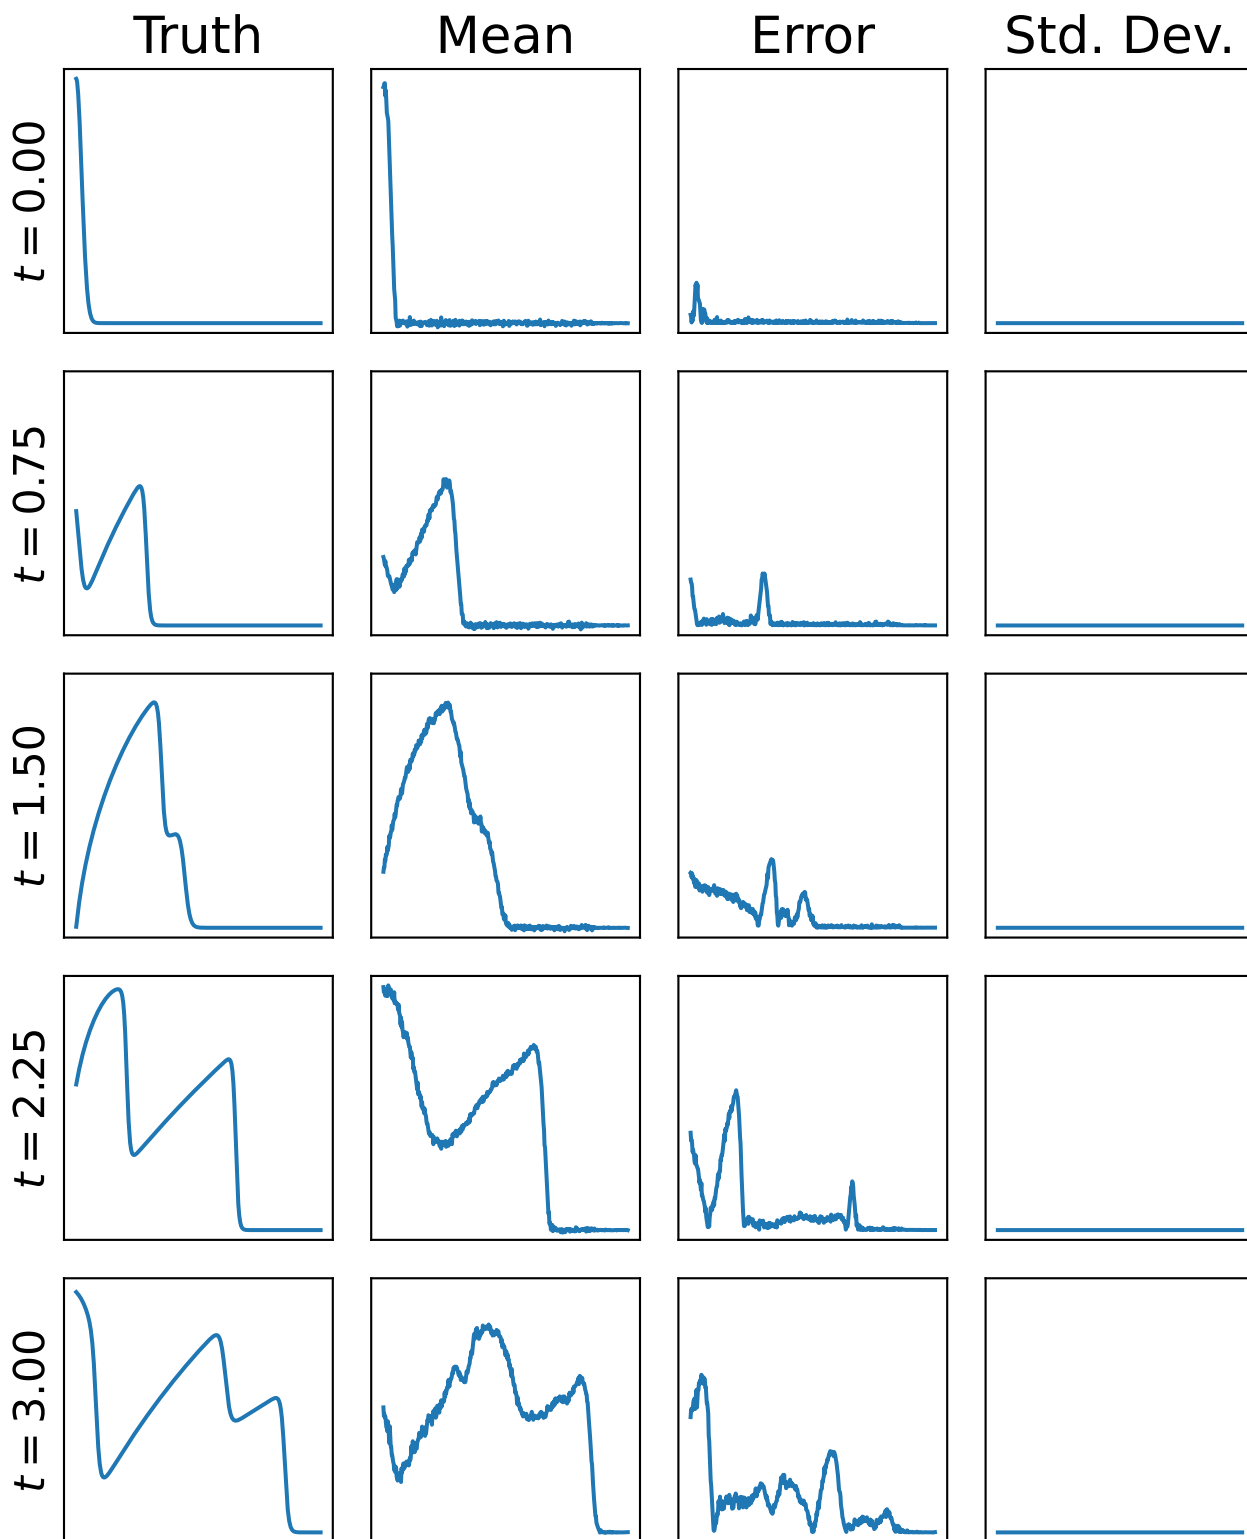 Truth Mean Error Std. Dev.
t = 0.00
t = 0.75
t = 1.50
t = 2.25
t = 3.00